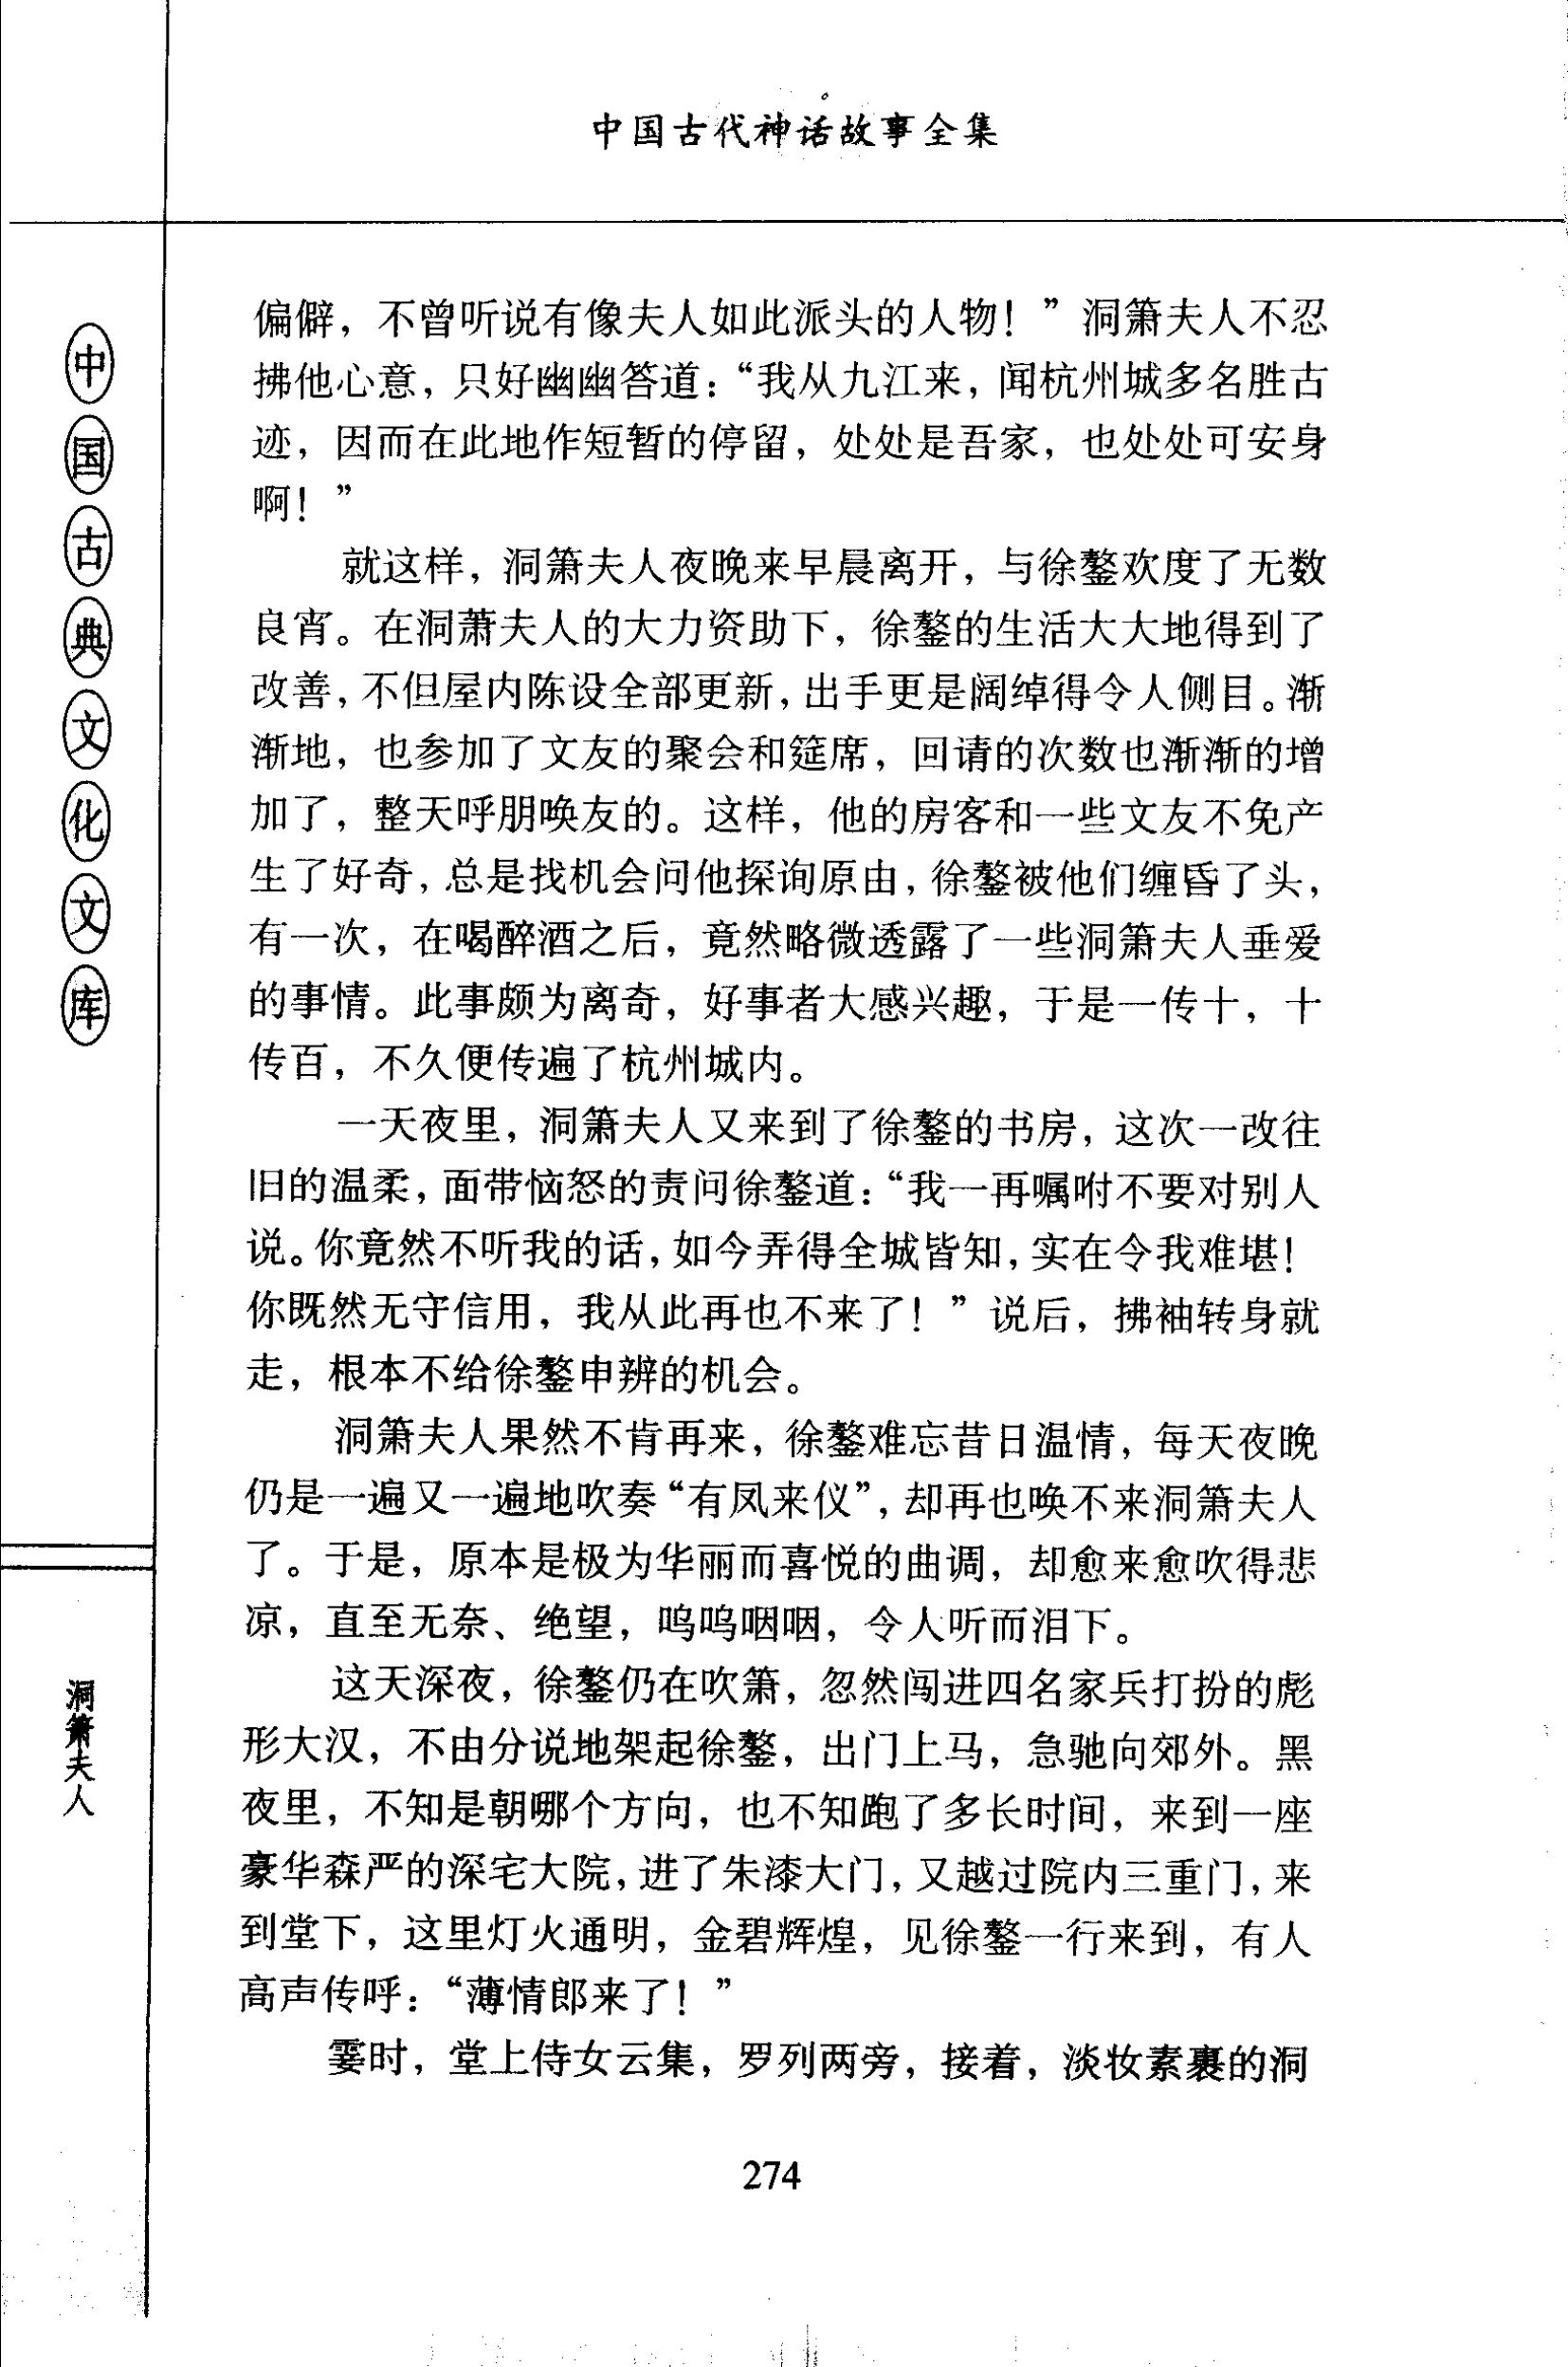 中国古代神话故事全集
中国古典文化文库
洞箫夫人
偏僻，不曾听说有像夫人如此派头的人物！”洞箫夫人不忍
拂他心意，只好幽幽答道：“我从九江来，闻杭州城多名胜古
迹，因而在此地作短暂的停留，处处是吾家，也处处可安身
啊！”
就这样，洞箫夫人夜晚来早晨离开，与徐鏊欢度了无数
良宵。在洞萧夫人的大力资助下，徐鏊的生活大大地得到了
改善，不但屋内陈设全部更新，出手更是阔绰得令人侧目。渐
渐地，也参加了文友的聚会和筵席，回请的次数也渐渐的增
加了，整天呼朋唤友的。这样，他的房客和一些文友不免产
生了好奇，总是找机会问他探询原由，徐鏊被他们缠昏了头，
有一次，在喝醉酒之后，竟然略微透露了一些洞箫夫人垂爱
的事情。此事颇为离奇，好事者大感兴趣，于是一传十，十
传百，不久便传遍了杭州城内。
一天夜里，洞箫夫人又来到了徐鏊的书房，这次一改往
旧的温柔，面带恼怒的责问徐鏊道：“我一再嘱咐不要对别人
说。你竟然不听我的话，如今弄得全城皆知，实在令我难堪！
你既然无守信用，我从此再也不来了！”说后，拂袖转身就
走，根本不给徐鏊申辨的机会。
洞箫夫人果然不肯再来，徐鏊难忘昔日温情，每天夜晚
仍是一遍又一遍地吹奏“有凤来仪”，却再也唤不来洞箫夫人
了。于是，原本是极为华丽而喜悦的曲调，却愈来愈吹得悲
凉，直至无奈、绝望，呜呜咽咽，令人听而泪下。
这天深夜，徐鏊仍在吹箫，忽然闯进四名家兵打扮的彪
形大汉，不由分说地架起徐鏊，出门上马，急驰向郊外。黑
夜里，不知是朝哪个方向，也不知跑了多长时间，来到一座
豪华森严的深宅大院，进了朱漆大门，又越过院内三重门，来
到堂下，这里灯火通明，金碧辉煌，见徐鏊一行来到，有人
高声传呼：“薄情郎来了！”
霎时，堂上侍女云集，罗列两旁，接着，淡妆素裹的洞
274